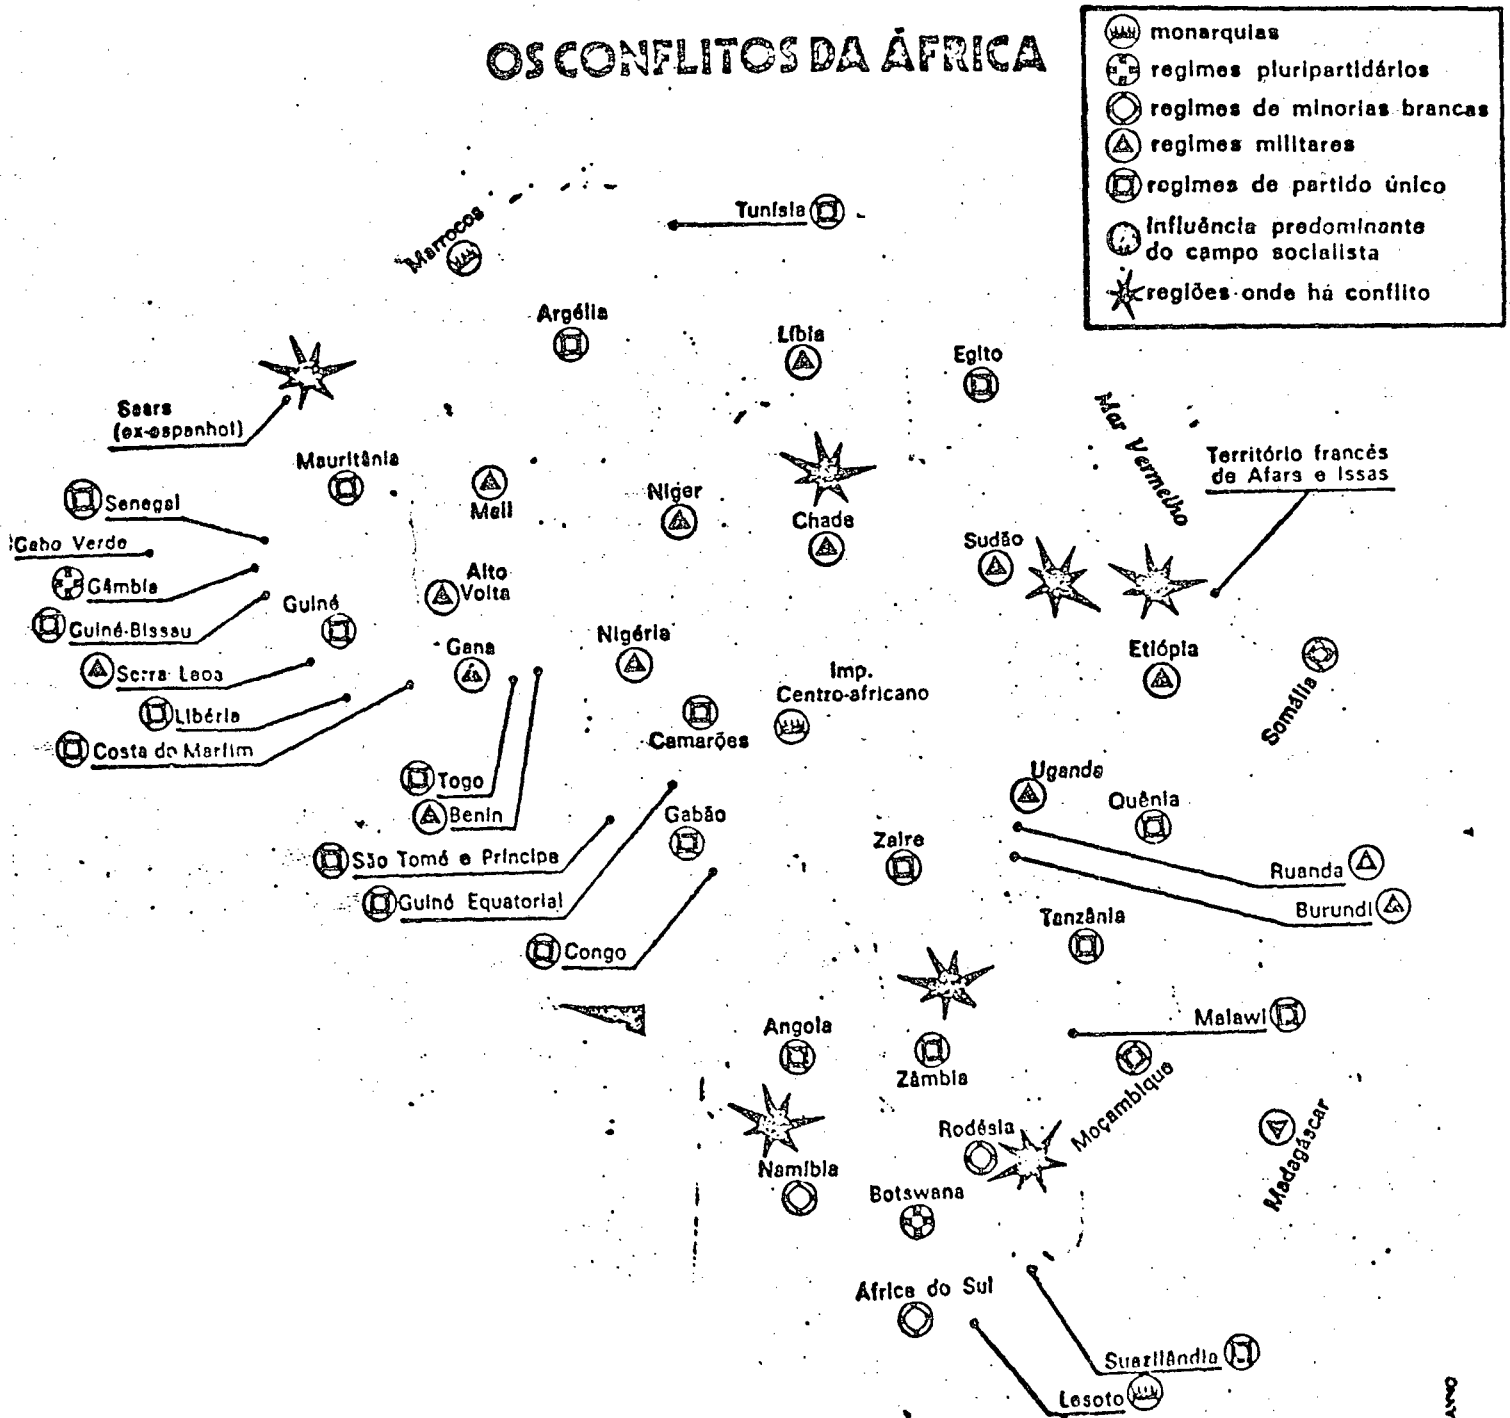 OS CONFLITOS DA ÁFRICA
monarquias
regimes pluripartidários
regimes de minorias brancas
regimes militares
regimes de partido único
influência predominante
do campo socialista
regiões onde há conflito
Marrocos
Tunísia
Argélia
Líbia
Egito
Saara
(ex-espanhol)
Mar Vermelho
Território francês
de Afars e Issas
Mauritânia
Mali
Níger
Chade
Sudão
Senegal
Cabo Verde
Gâmbia
Guiné-Bissau
Guiné
Alto
Volta
Serra Leoa
Gana
Nigéria
Etiópia
Somália
Imp.
Centro-africano
Libéria
Costa do Marfim
Camarões
Togo
Benin
Uganda
Quênia
Gabão
Zaire
São Tomé e Príncipe
Ruanda
Guiné Equatorial
Burundi
Tanzânia
Congo
Angola
Zâmbia
Malawi
Moçambique
Rodésia
Madagáscar
Namíbia
Botswana
África do Sul
Suazilândia
Lesoto